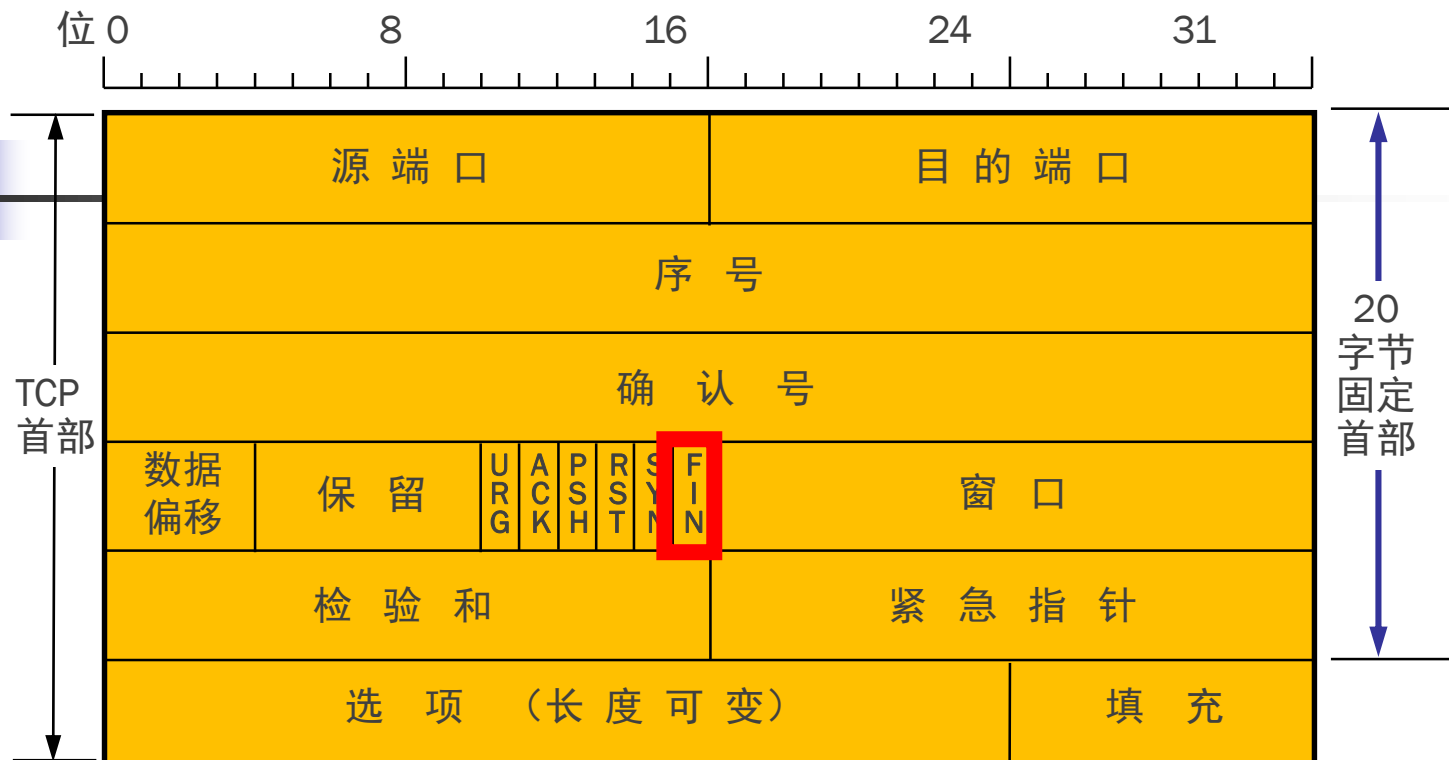 位 0 8 16 24 31
源 端 口 目 的 端 口
序 号
确 认 号
TCP
首部
20
字节
固定
首部
数据
偏移
保 留
URG
ACK
PSH
RST
SYN
FIN
窗 口
检 验 和 紧 急 指 针
选 项 （长 度 可 变） 填 充